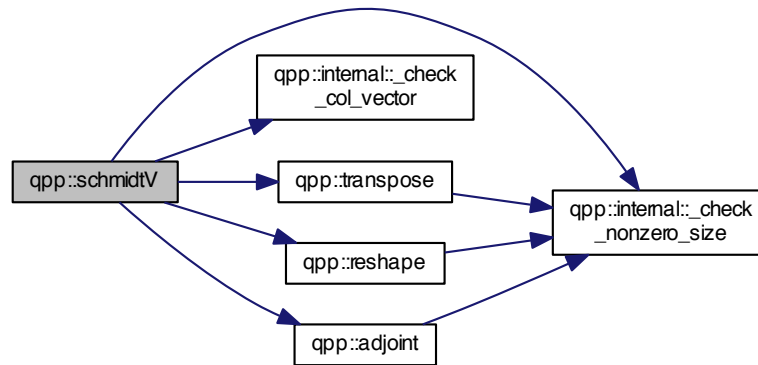 qpp::schmidtV
qpp::internal::_check
_col_vector
qpp::transpose
qpp::reshape
qpp::adjoint
qpp::internal::_check
_nonzero_size